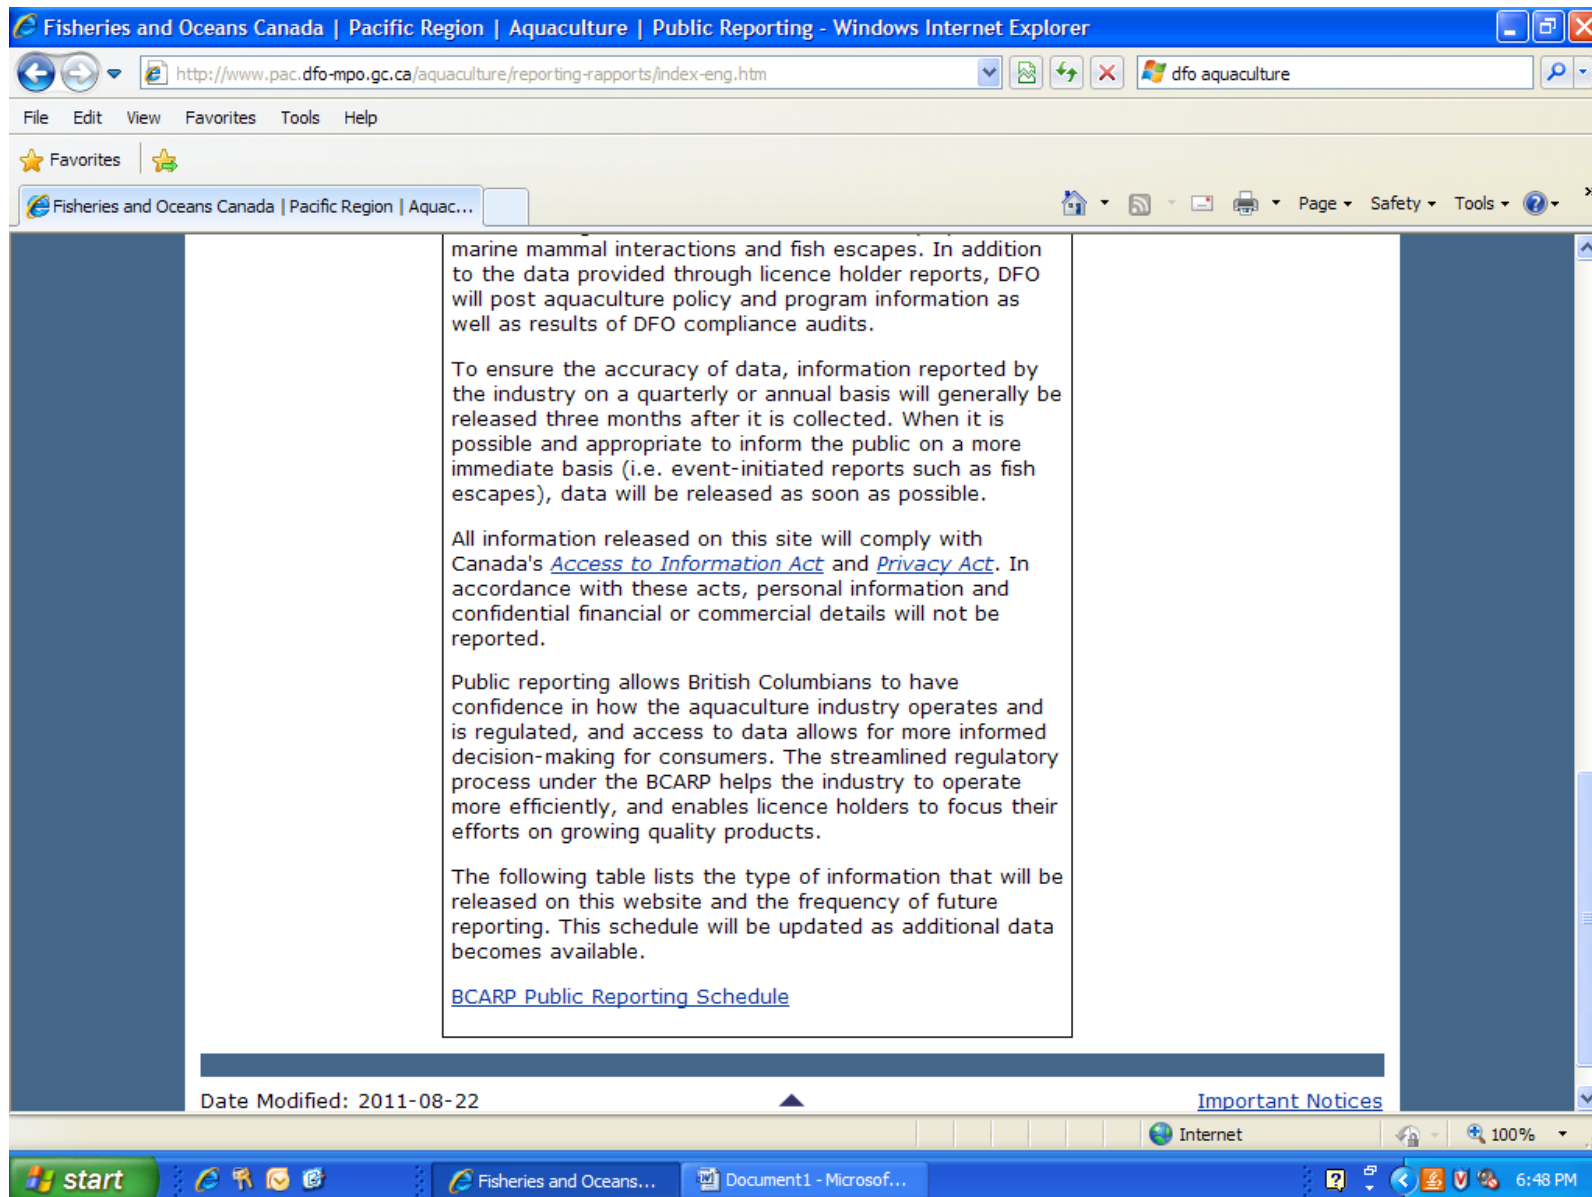 Fisheries and Oceans Canada | Pacific Region | Aquaculture | Public Reporting - Windows Internet Explorer
http://www.pac.dfo-mpo.gc.ca/aquaculture/reporting-rapports/index-eng.htm
dfo aquaculture
File Edit View Favorites Tools Help
Favorites
Fisheries and Oceans Canada | Pacific Region | Aquac...
Page Safety Tools
marine mammal interactions and fish escapes. In addition
to the data provided through licence holder reports, DFO
will post aquaculture policy and program information as
well as results of DFO compliance audits.
To ensure the accuracy of data, information reported by
the industry on a quarterly or annual basis will generally be
released three months after it is collected. When it is
possible and appropriate to inform the public on a more
immediate basis (i.e. event-initiated reports such as fish
escapes), data will be released as soon as possible.
All information released on this site will comply with
Canada's Access to Information Act and Privacy Act. In
accordance with these acts, personal information and
confidential financial or commercial details will not be
reported.
Public reporting allows British Columbians to have
confidence in how the aquaculture industry operates and
is regulated, and access to data allows for more informed
decision-making for consumers. The streamlined regulatory
process under the BCARP helps the industry to operate
more efficiently, and enables licence holders to focus their
efforts on growing quality products.
The following table lists the type of information that will be
released on this website and the frequency of future
reporting. This schedule will be updated as additional data
becomes available.
BCARP Public Reporting Schedule
Date Modified: 2011-08-22
Important Notices
Internet
100%
start
Fisheries and Oceans...
Document1 - Microsof...
6:48 PM